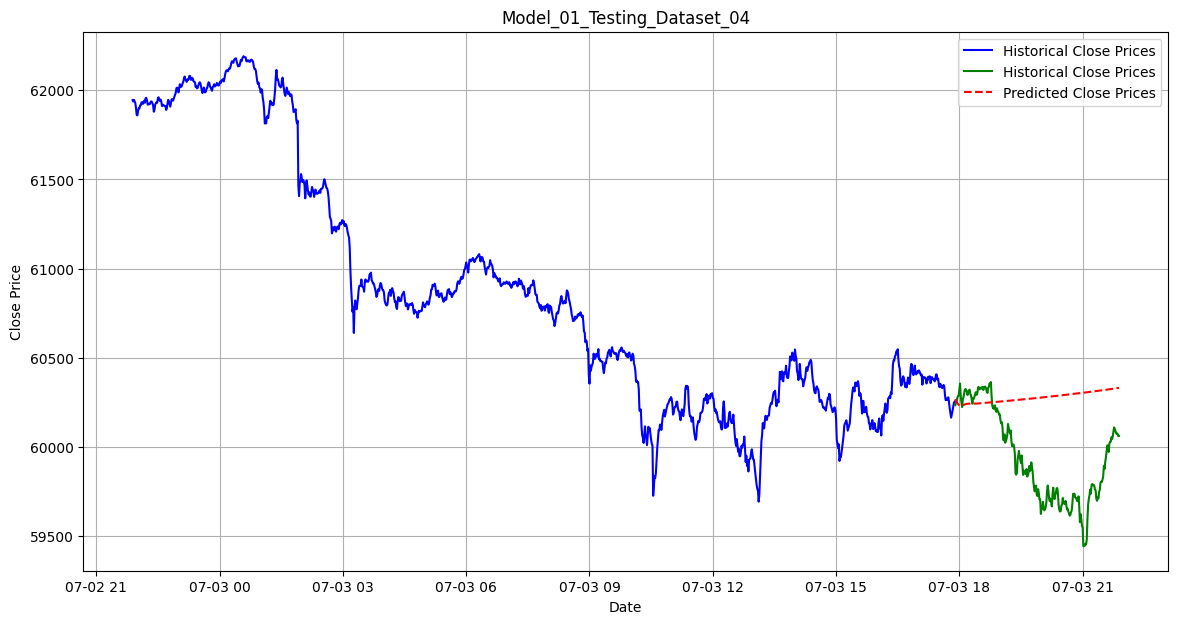 Model_01_Testing_Dataset_04
Historical Close Prices
Historical Close Prices
Predicted Close Prices
Close Price
62000
61500
61000
60500
60000
59500
07-02 21
07-03 00
07-03 03
07-03 06
07-03 09
07-03 12
07-03 15
07-03 18
07-03 21
Date